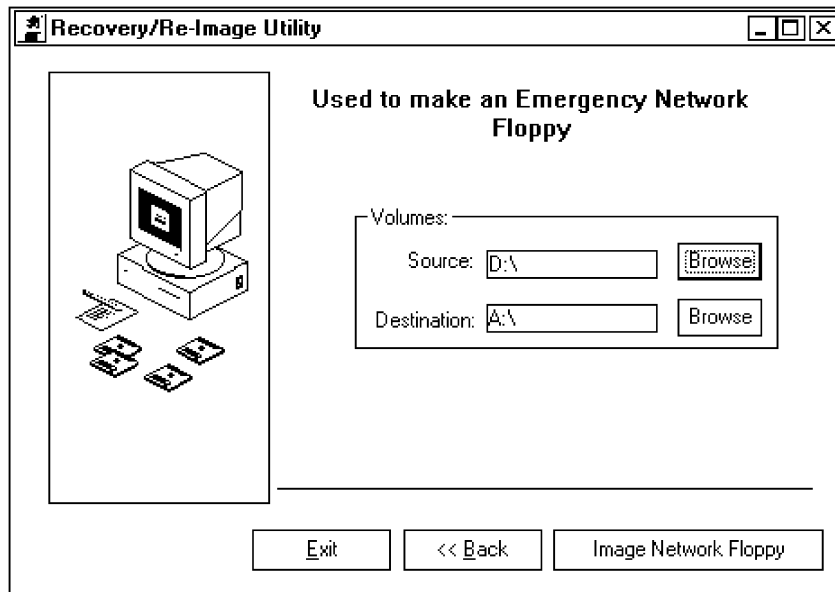 Recovery/Re-Image Utility
Used to make an Emergency Network
Floppy
Volumes:
Source: D:\ Browse
Destination: A:\ Browse
Exit << Back Image Network Floppy